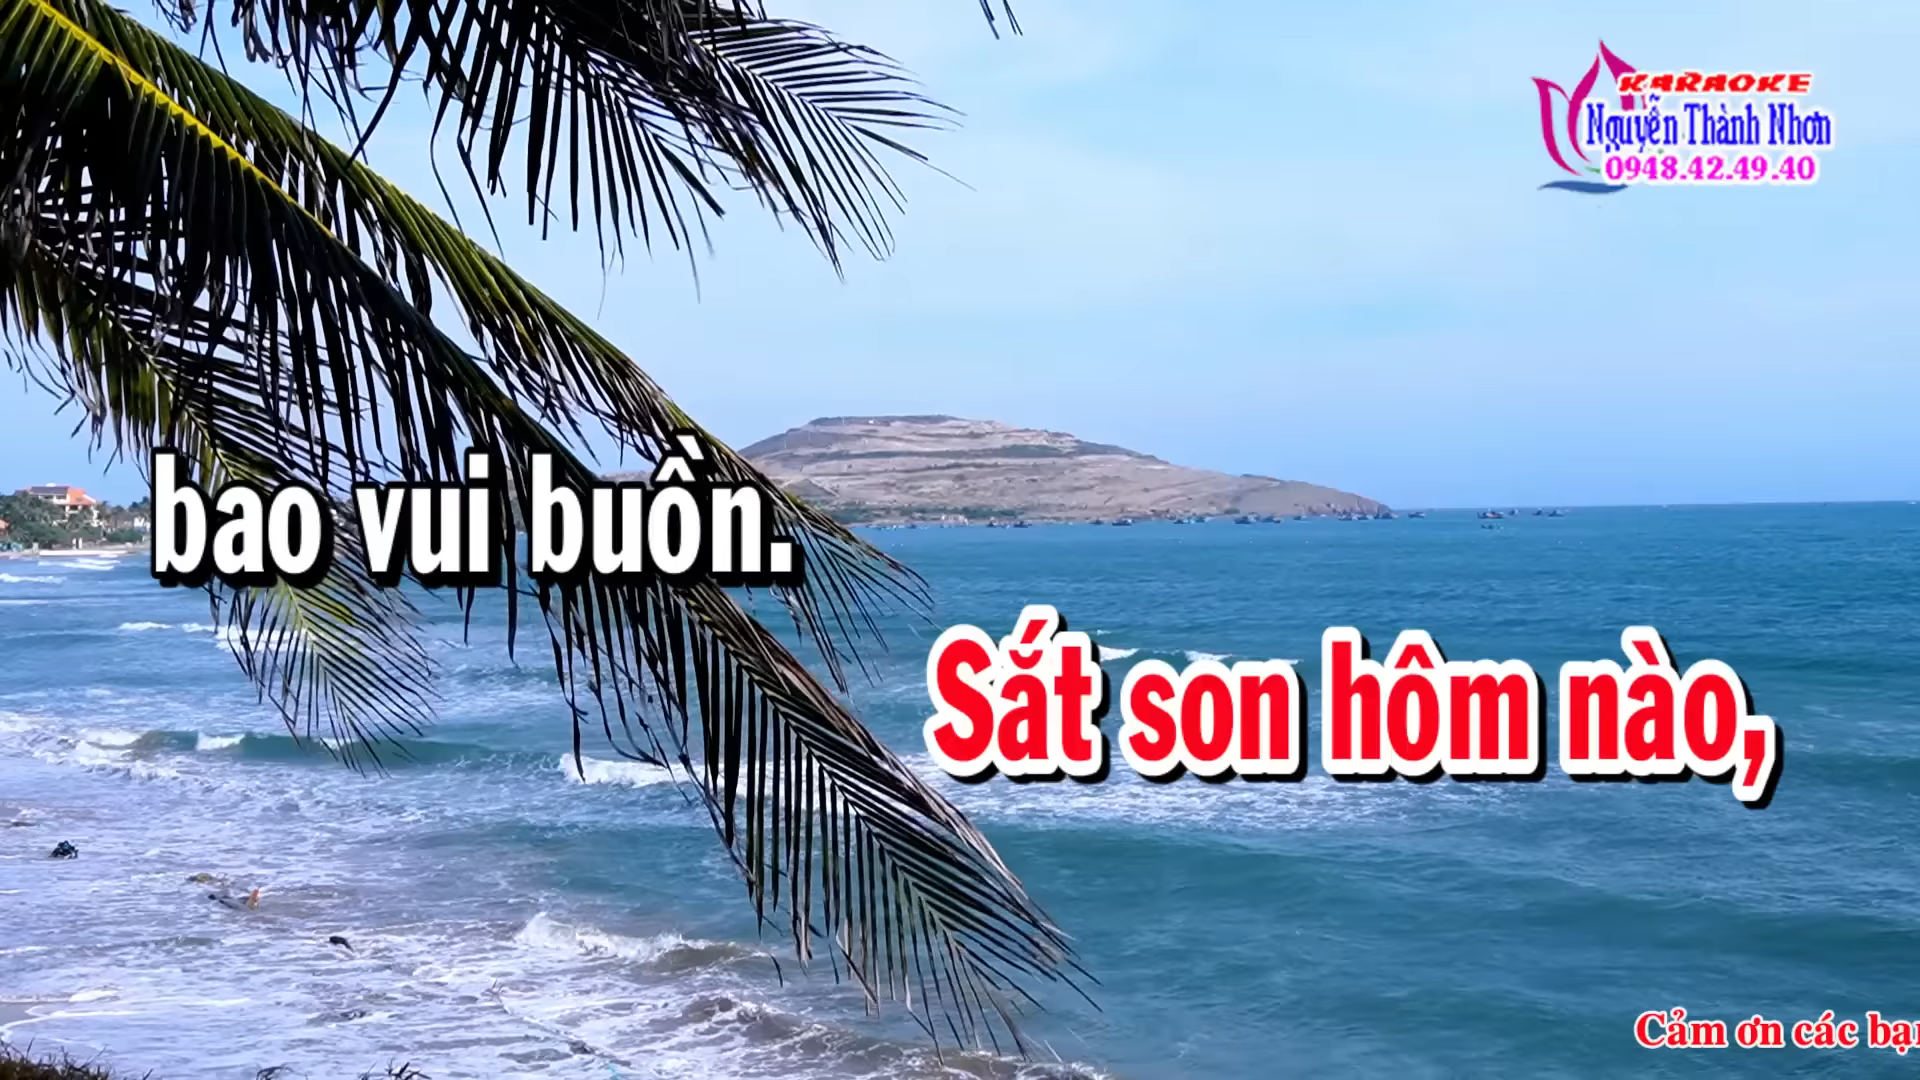 KARAOKE
Nguyễn Thành Nhơn
0948.42.49.40
bao vui buồn.
Sắt son hôm nào,
Cảm ơn các bạn